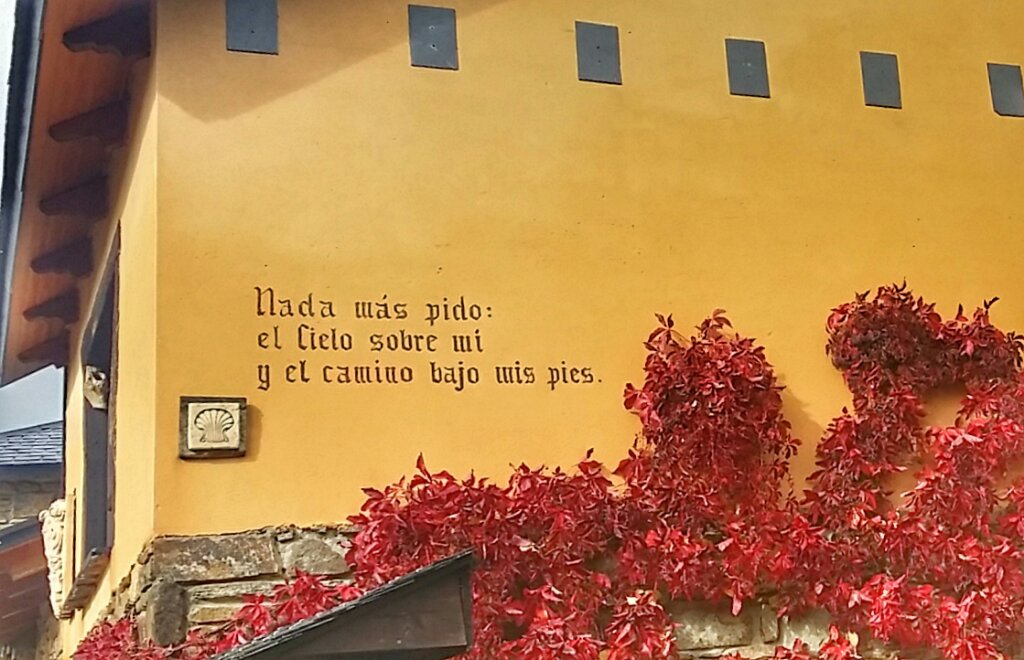 Nada más pido:
el Cielo sobre mi
y el camino bajo mis pies.